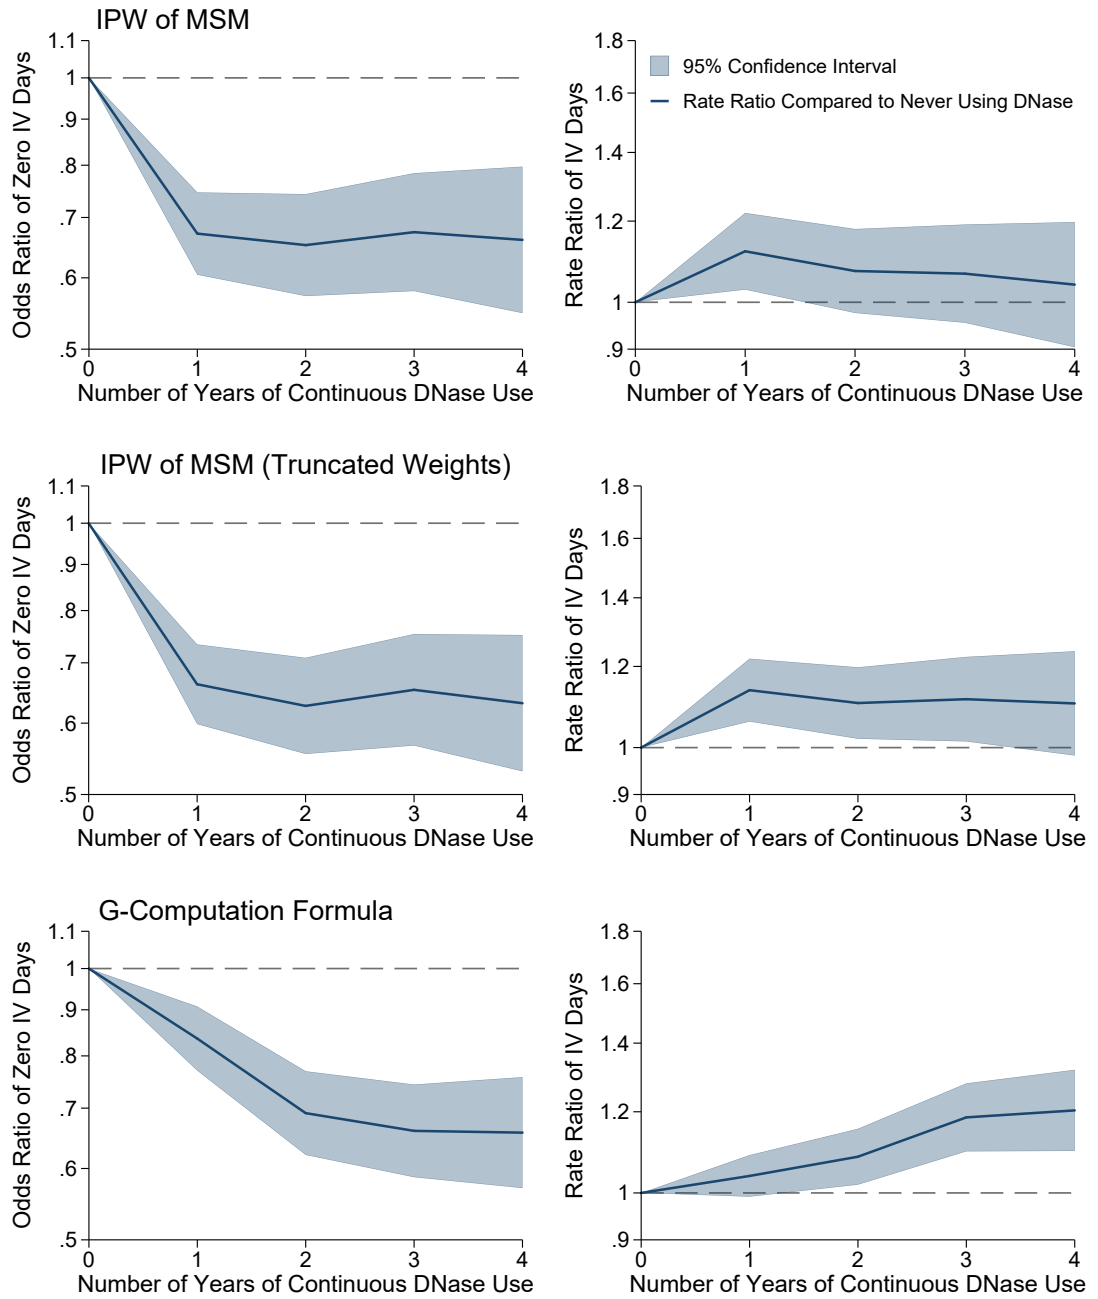 IPW of MSM
1.1
1
.9
.8
.7
.6
.5
Odds Ratio of Zero IV Days
0 1 2 3 4
Number of Years of Continuous DNase Use
1.8
1.6
1.4
1.2
1
.9
Rate Ratio of IV Days
95% Confidence Interval
Rate Ratio Compared to Never Using DNase
0 1 2 3 4
Number of Years of Continuous DNase Use
IPW of MSM (Truncated Weights)
1.1
1
.9
.8
.7
.6
.5
Odds Ratio of Zero IV Days
0 1 2 3 4
Number of Years of Continuous DNase Use
1.8
1.6
1.4
1.2
1
.9
Rate Ratio of IV Days
0 1 2 3 4
Number of Years of Continuous DNase Use
G-Computation Formula
1.1
1
.9
.8
.7
.6
.5
Odds Ratio of Zero IV Days
0 1 2 3 4
Number of Years of Continuous DNase Use
1.8
1.6
1.4
1.2
1
.9
Rate Ratio of IV Days
0 1 2 3 4
Number of Years of Continuous DNase Use